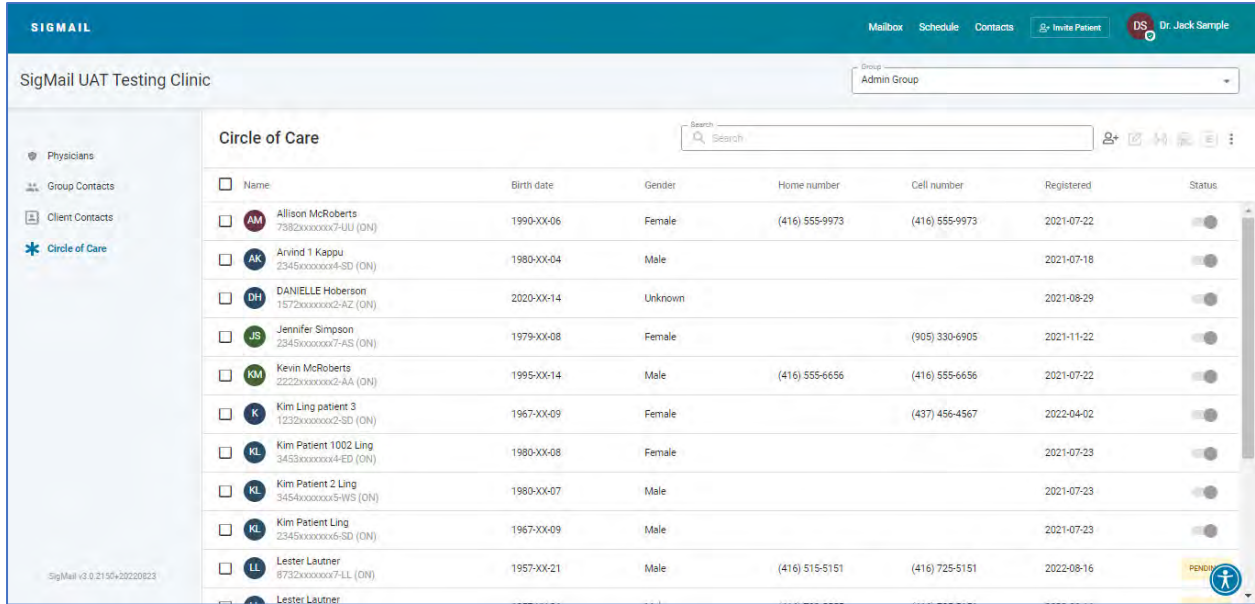 SIGMAIL
Mailbox Schedule Contacts Invite Patient DS Dr. Jack Sample
SigMail UAT Testing Clinic
Group
Admin Group
Circle of Care
Search
Search
Physicians
Group Contacts
Client Contacts
Circle of Care
Name Birth date Gender Home number Cell number Registered Status
AM Allison McRoberts 1990-XX-06 Female (416) 555-9973 (416) 555-9973 2021-07-22
7382xxxxxx7-UU (ON)
AK Arvind 1 Kappu 1980-XX-04 Male 2021-07-18
2345xxxxxxx4-SD (ON)
DH DANIELLE Hoberson 2020-XX-14 Unknown 2021-08-29
1572xxxxxx2-AZ (ON)
JS Jennifer Simpson 1979-XX-08 Female (905) 330-6905 2021-11-22
2345xxxxxx7-AS (ON)
KM Kevin McRoberts 1995-XX-14 Male (416) 555-6656 (416) 555-6656 2021-07-22
2222xxxxxx2-AA (ON)
K Kim Ling patient 3 1967-XX-09 Female (437) 456-4567 2022-04-02
1232xxxxxx2-SD (ON)
KL Kim Patient 1002 Ling 1980-XX-08 Female 2021-07-23
3453xxxxxx4-ED (ON)
KL Kim Patient 2 Ling 1980-XX-07 Male 2021-07-23
3454xxxxxx5-WS (ON)
KL Kim Patient Ling 1967-XX-09 Male 2021-07-23
2345xxxxxx6-SD (ON)
LL Lester Lautner 1957-XX-21 Male (416) 515-5151 (416) 725-5151 2022-08-16
8732xxxxxx7-LL (ON)
Lester Lautner
SigMail v3.0.2150+20220823